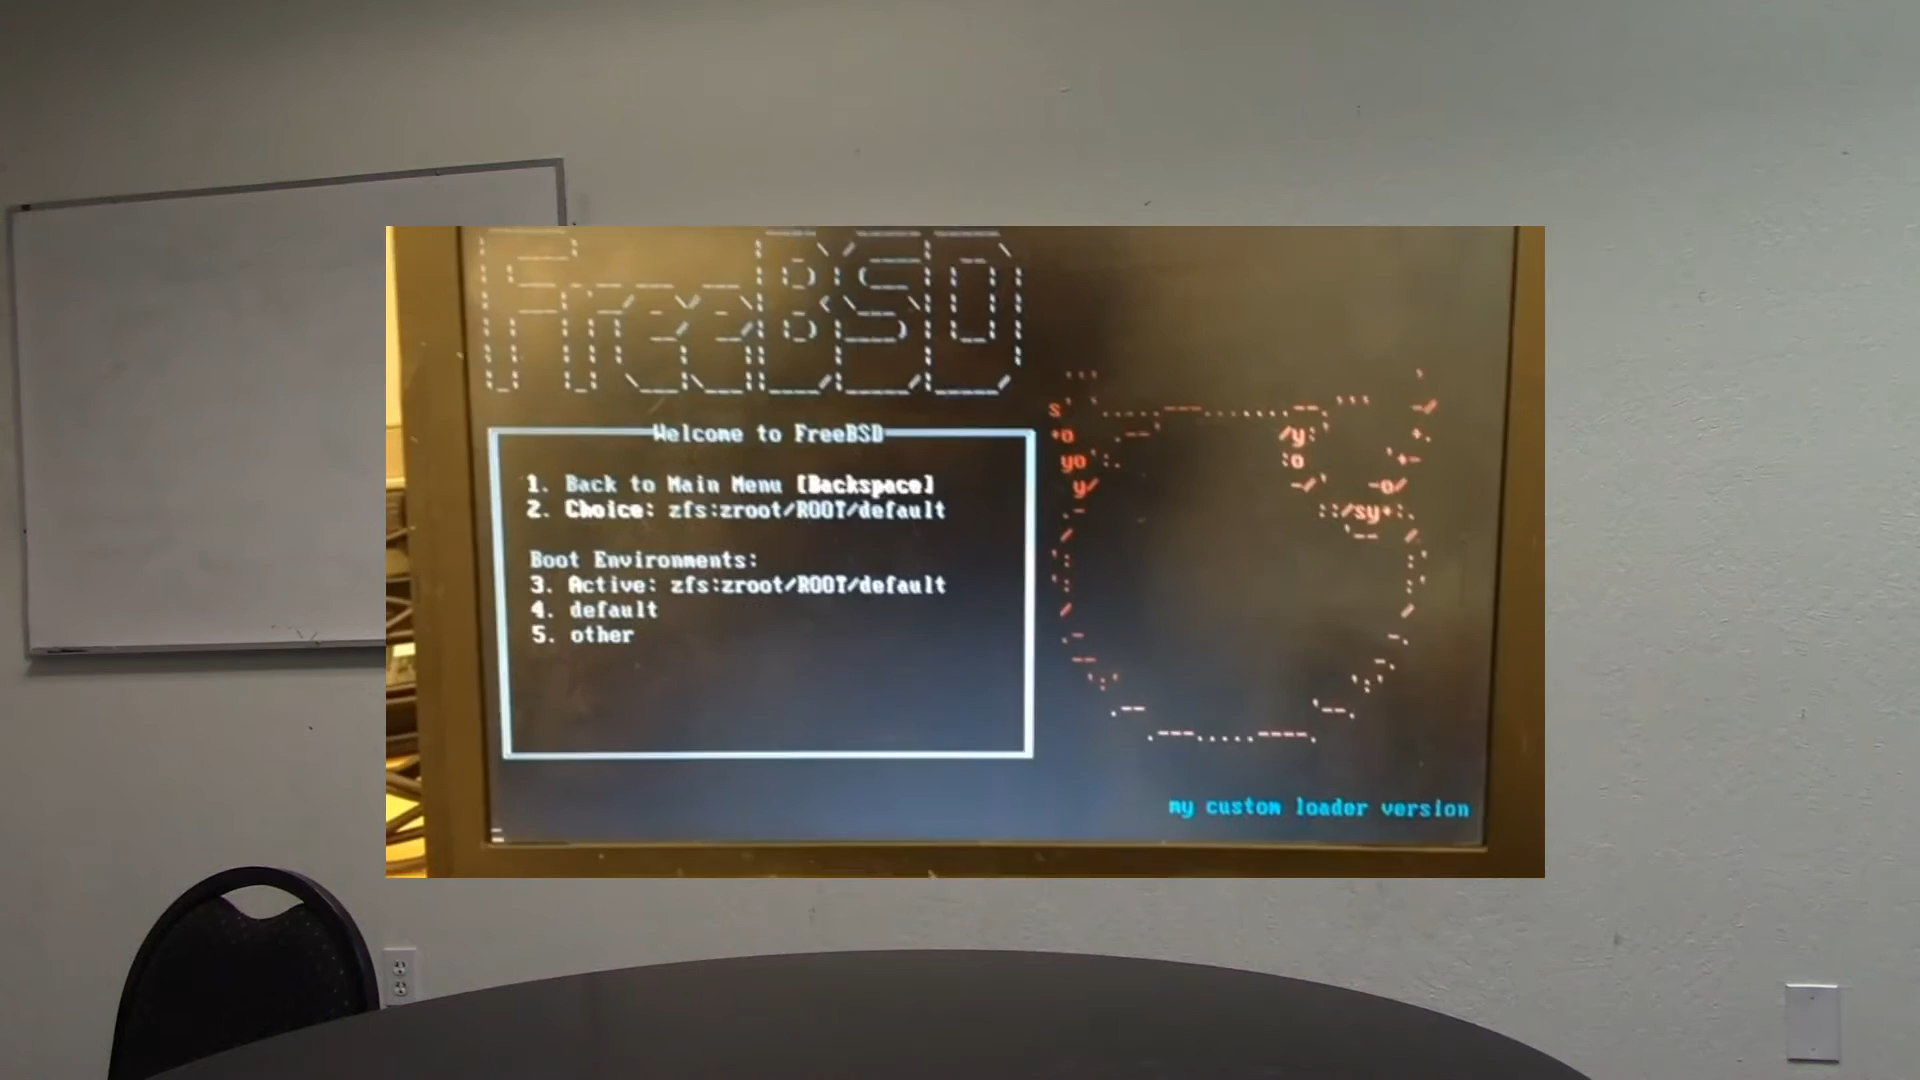 FreeBSD
Welcome to FreeBSD
1. Back to Main Menu [Backspace]
2. Choice: zfs:zroot/ROOT/default
Boot Environments:
3. Active: zfs:zroot/ROOT/default
4. default
5. other
my custom loader version